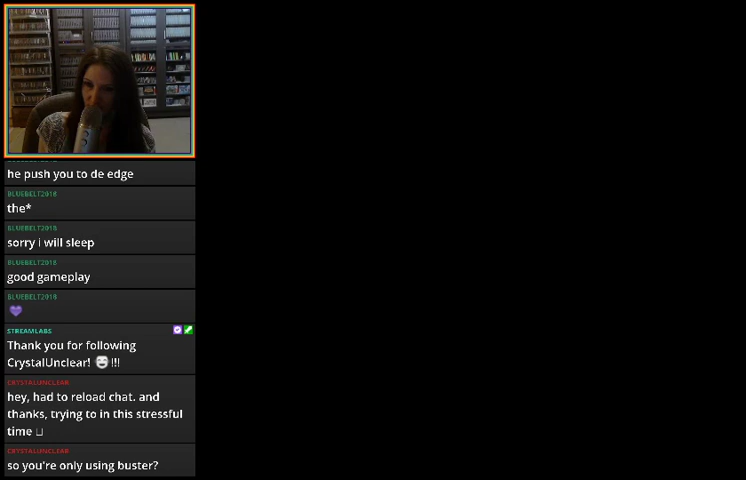 he push you to de edge
BLUEBELT2018
the*
BLUEBELT2018
sorry i will sleep
BLUEBELT2018
good gameplay
BLUEBELT2018
STREAMLABS
Thank you for following
CrystalUnclear! !!!
CRYSTALUNCLEAR
hey, had to reload chat. and
thanks, trying to in this stressful
time
CRYSTALUNCLEAR
so you're only using buster?